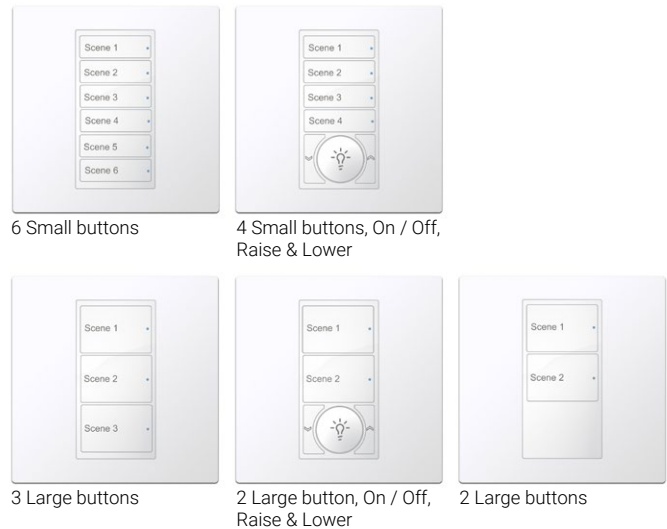 Scene 1
Scene 2
Scene 3
Scene 4
Scene 5
Scene 6
6 Small buttons
Scene 1
Scene 2
Scene 3
Scene 4
4 Small buttons, On / Off,
Raise & Lower
Scene 1
Scene 2
Scene 3
3 Large buttons
Scene 1
Scene 2
2 Large button, On / Off,
Raise & Lower
Scene 1
Scene 2
2 Large buttons